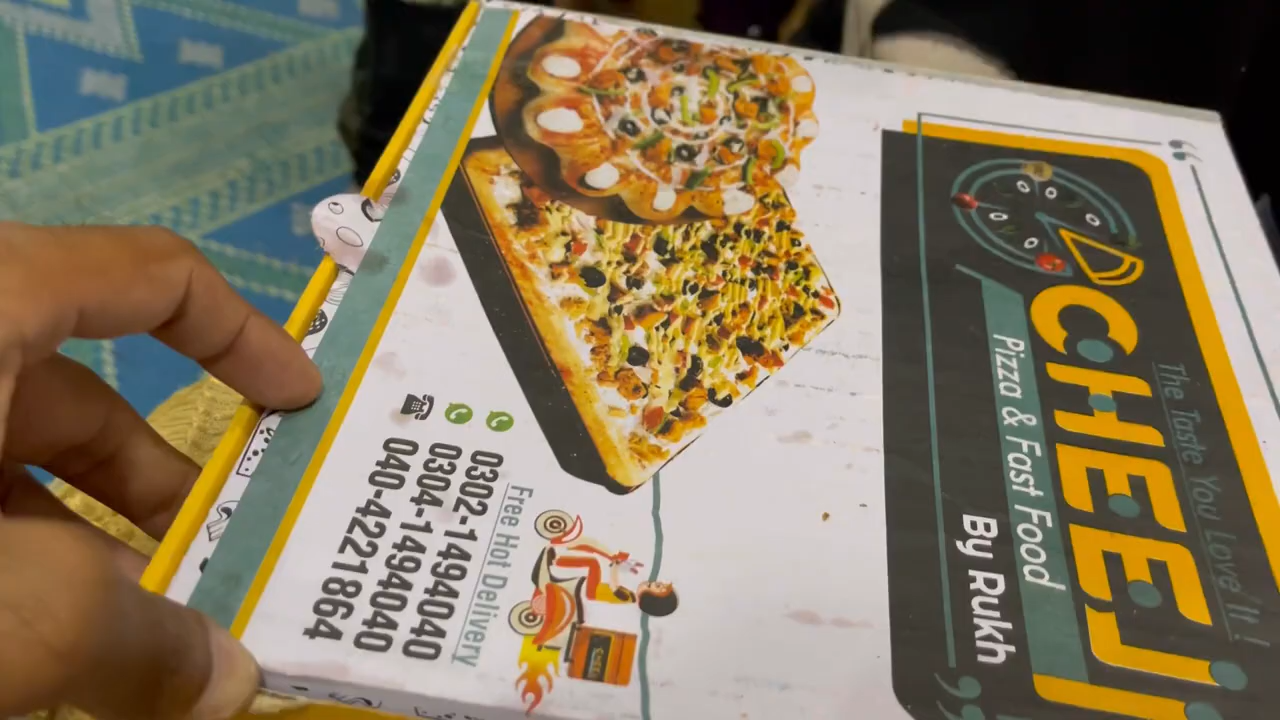 The Taste You Love It !
CHEEJ
Pizza & Fast Food
By Rukh
Free Hot Delivery
0302-1494040
0304-1494040
040-4221864